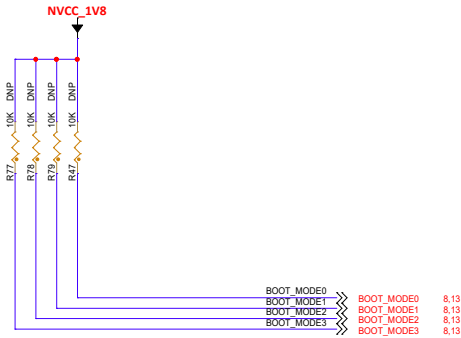 NVCC_1V8
10K DNP
10K DNP
10K DNP
10K DNP
R77
R78
R79
R47
BOOT_MODE0
BOOT_MODE1
BOOT_MODE2
BOOT_MODE3
BOOT_MODE0 8,13
BOOT_MODE1 8,13
BOOT_MODE2 8,13
BOOT_MODE3 8,13